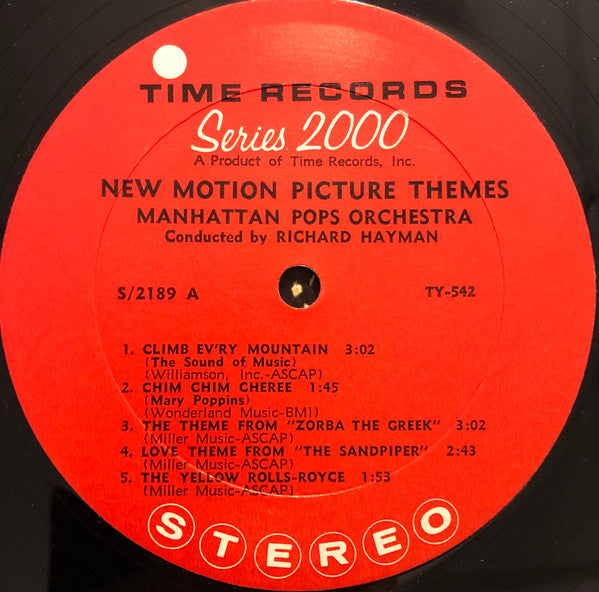 TIME RECORDS
Series 2000
A Product of Time Records, Inc.
NEW MOTION PICTURE THEMES
MANHATTAN POPS ORCHESTRA
Conducted by RICHARD HAYMAN
S/2189 A TY-542
1. CLIMB EV'RY MOUNTAIN 3:02
(The Sound of Music)
(Williamson, Inc.-ASCAP)
2. CHIM CHIM CHEREE 1:45
(Mary Poppins)
(Wonderland Music-BMI)
3. THE THEME FROM "ZORBA THE GREEK" 3:02
(Miller Music-ASCAP)
4. LOVE THEME FROM "THE SANDPIPER" 2:43
(Miller Music-ASCAP)
5. THE YELLOW ROLLS-ROYCE 1:53
(Miller Music-ASCAP)
STEREO